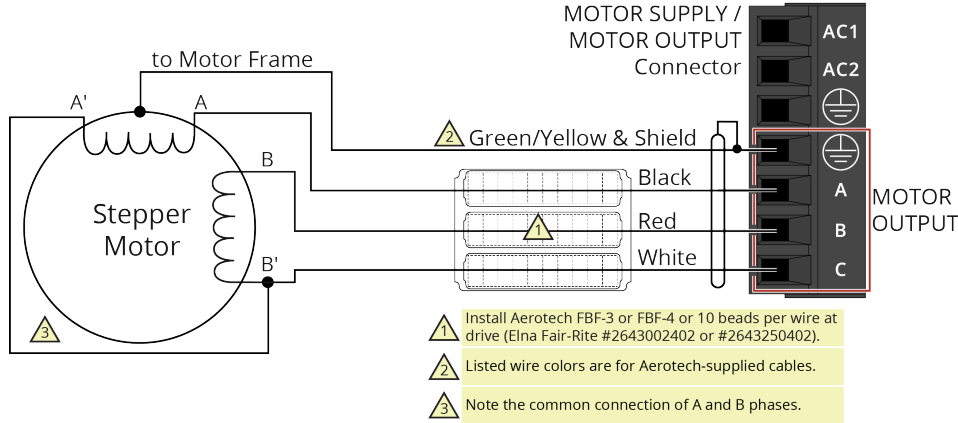 MOTOR SUPPLY /
MOTOR OUTPUT
Connector
AC1
AC2
to Motor Frame
A'
A
2
Green/Yellow & Shield
B
Black
A
MOTOR
OUTPUT
Stepper
Motor
1
Red
B
B'
White
C
3
1
Install Aerotech FBF-3 or FBF-4 or 10 beads per wire at
drive (Elna Fair-Rite #2643002402 or #2643250402).
2
Listed wire colors are for Aerotech-supplied cables.
3
Note the common connection of A and B phases.